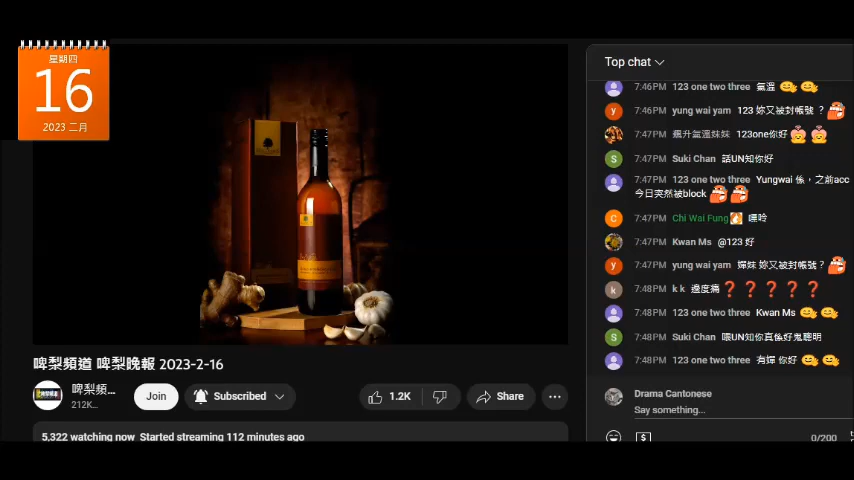 星期四
16
2023 二月
啤梨頻道 啤梨晚報 2023-2-16
啤梨頻...
212K...
Join
Subscribed
1.2K
Share
5,322 watching now Started streaming 112 minutes ago
Top chat
7:46PM 123 one two three 氣溫
7:46PM yung wai yam 123 妳又被封帳號？
7:47PM 飆升氣溫妹妹 123one你好
7:47PM Suki Chan 話UN知你好
7:47PM 123 one two three Yungwai 係，之前acc
今日突然被block
7:47PM Chi Wai Fung 嘩呤
7:47PM Kwan Ms @123 好
7:47PM yung wai yam 嬋妹 妳又被封帳號？
7:48PM k k 邊度痛❓❓❓❓❓
7:48PM 123 one two three Kwan Ms
7:48PM Suki Chan 喂UN知你真係好鬼聰明
7:48PM 123 one two three 有嬋 你好
Drama Cantonese
Say something...
0/200